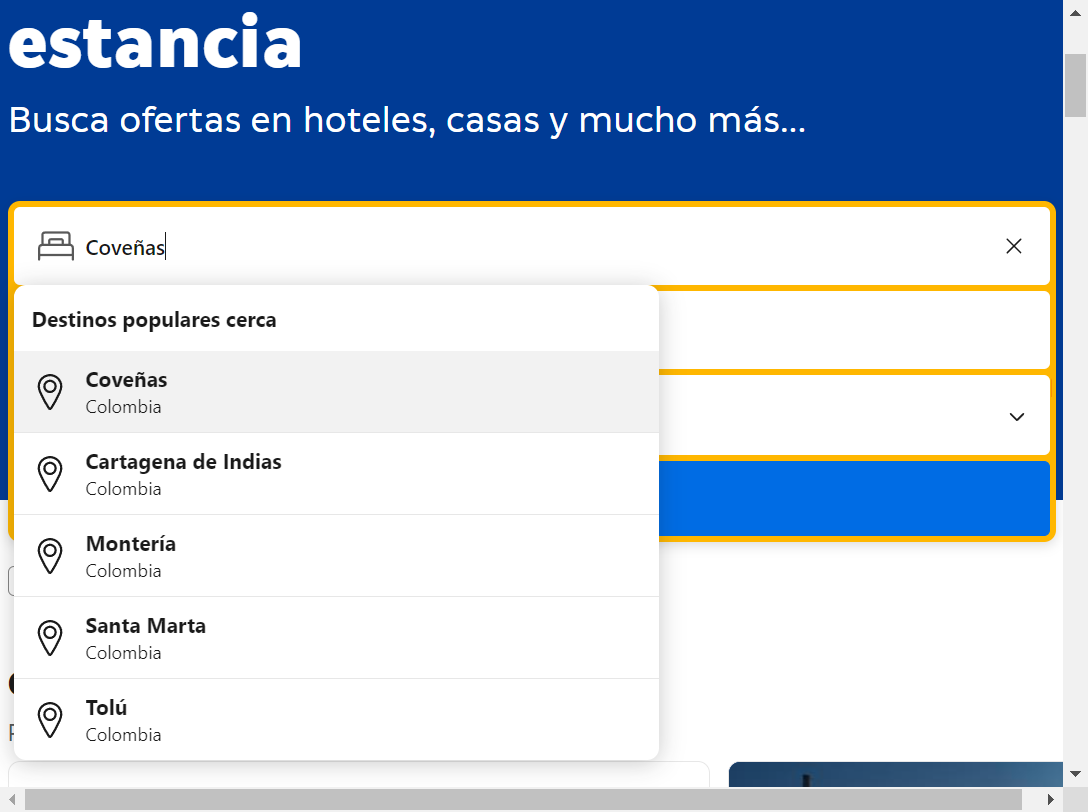 estancia
Busca ofertas en hoteles, casas y mucho más...
Coveñas
Destinos populares cerca
Coveñas
Colombia
Cartagena de Indias
Colombia
Montería
Colombia
Santa Marta
Colombia
Tolú
Colombia